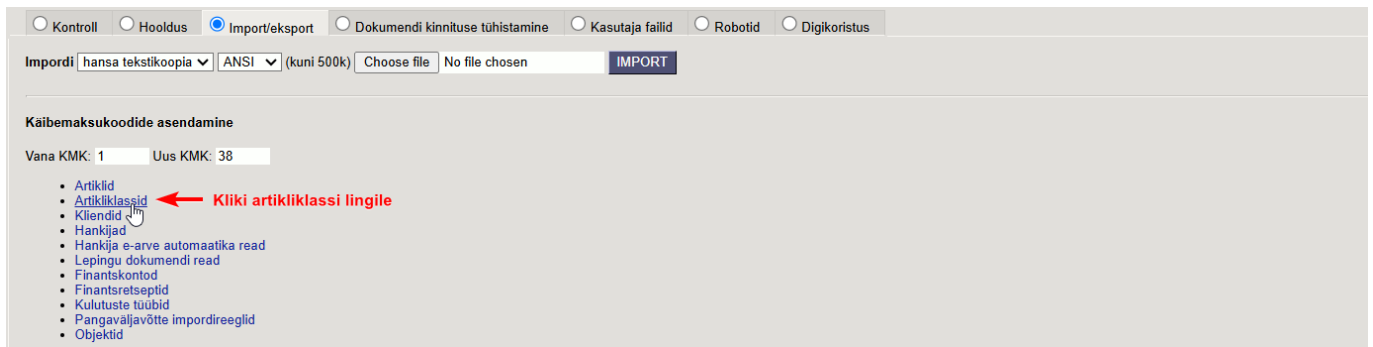 Kontroll Hooldus Import/eksport Dokumendi kinnituse tühistamine Kasutaja failid Robotid Digikoristus
Impordi hansa tekstikoopia ANSI (kuni 500k) Choose file No file chosen IMPORT
Käibemaksukoodide asendamine
Vana KMK: 1 Uus KMK: 38
Artiklid
Artikliklassid Kliki artikliklassi lingile
Kliendid
Hankijad
Hankija e-arve automaatika read
Lepingu dokumendi read
Finantskontod
Finantsretseptid
Kulutuste tüübid
Pangaväljavõtte impordireeglid
Objektid